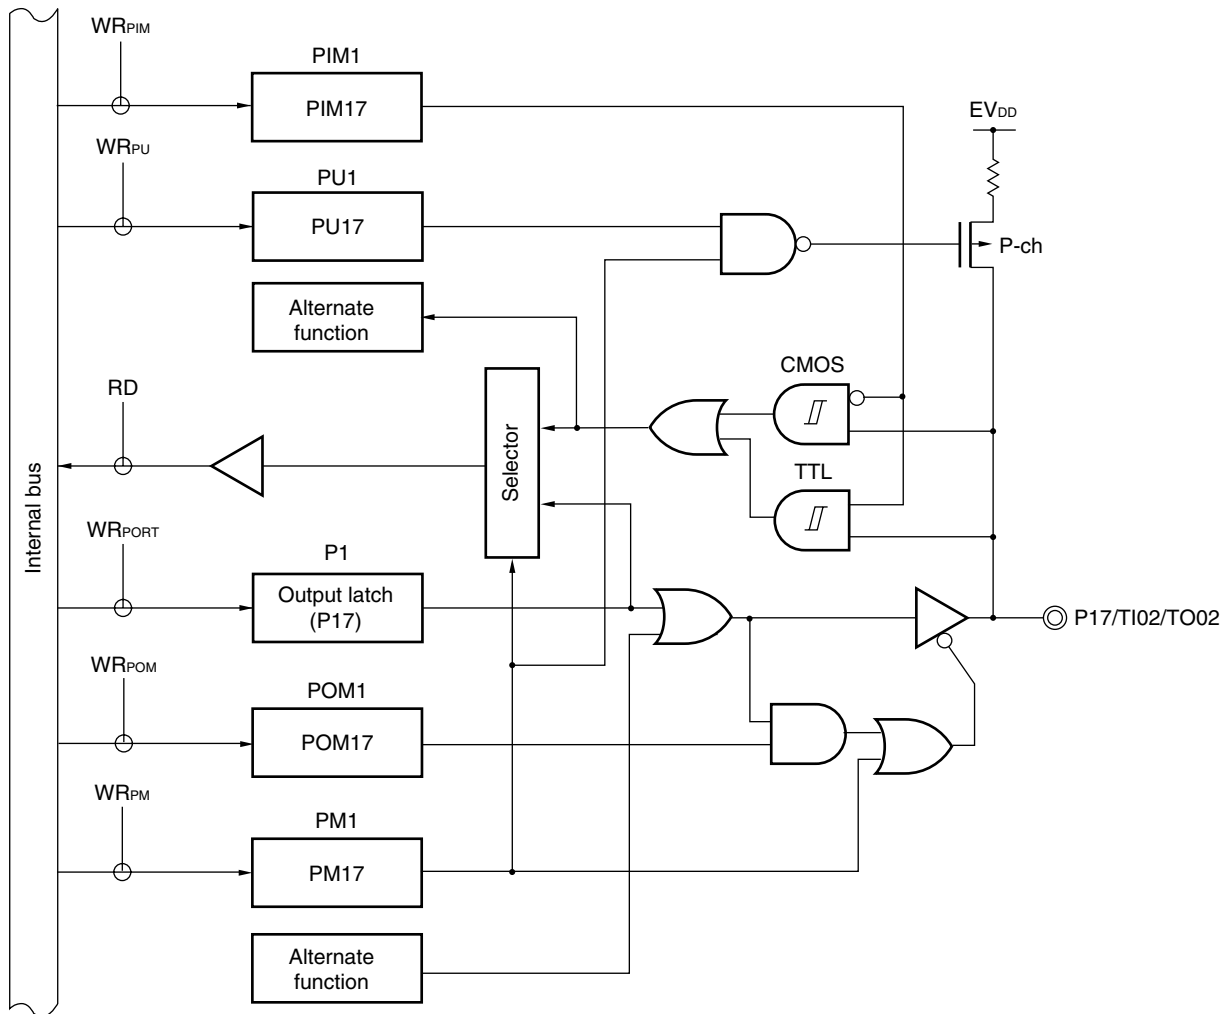 WRPIM
PIM1
PIM17
EVDD
WRPU
PU1
PU17
P-ch
Alternate
function
CMOS
RD
Selector
TTL
Internal bus
WRPORT
P1
Output latch
(P17)
P17/TI02/TO02
WRPOM
POM1
POM17
WRPM
PM1
PM17
Alternate
function